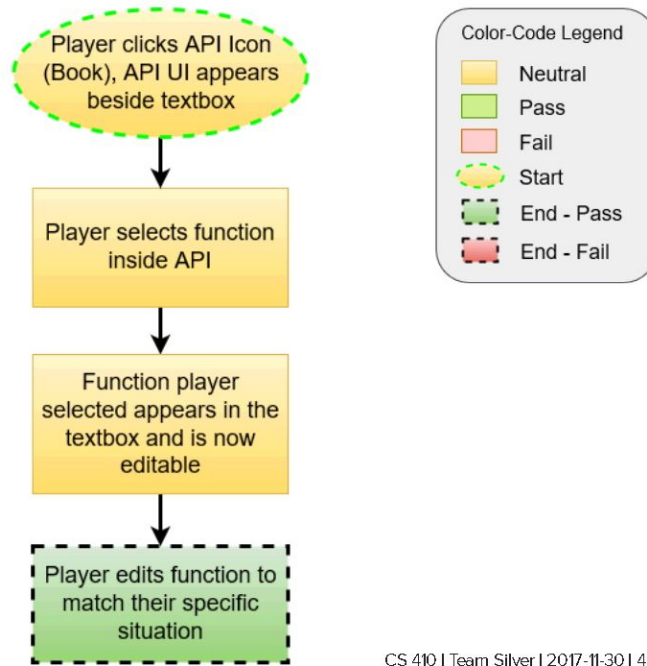 Player clicks API Icon
(Book), API UI appears
beside textbox
Player selects function
inside API
Function player
selected appears in the
textbox and is now
editable
Player edits function to
match their specific
situation
Color-Code Legend
Neutral
Pass
Fail
Start
End - Pass
End - Fail
CS 410 | Team Silver | 2017-11-30 | 4